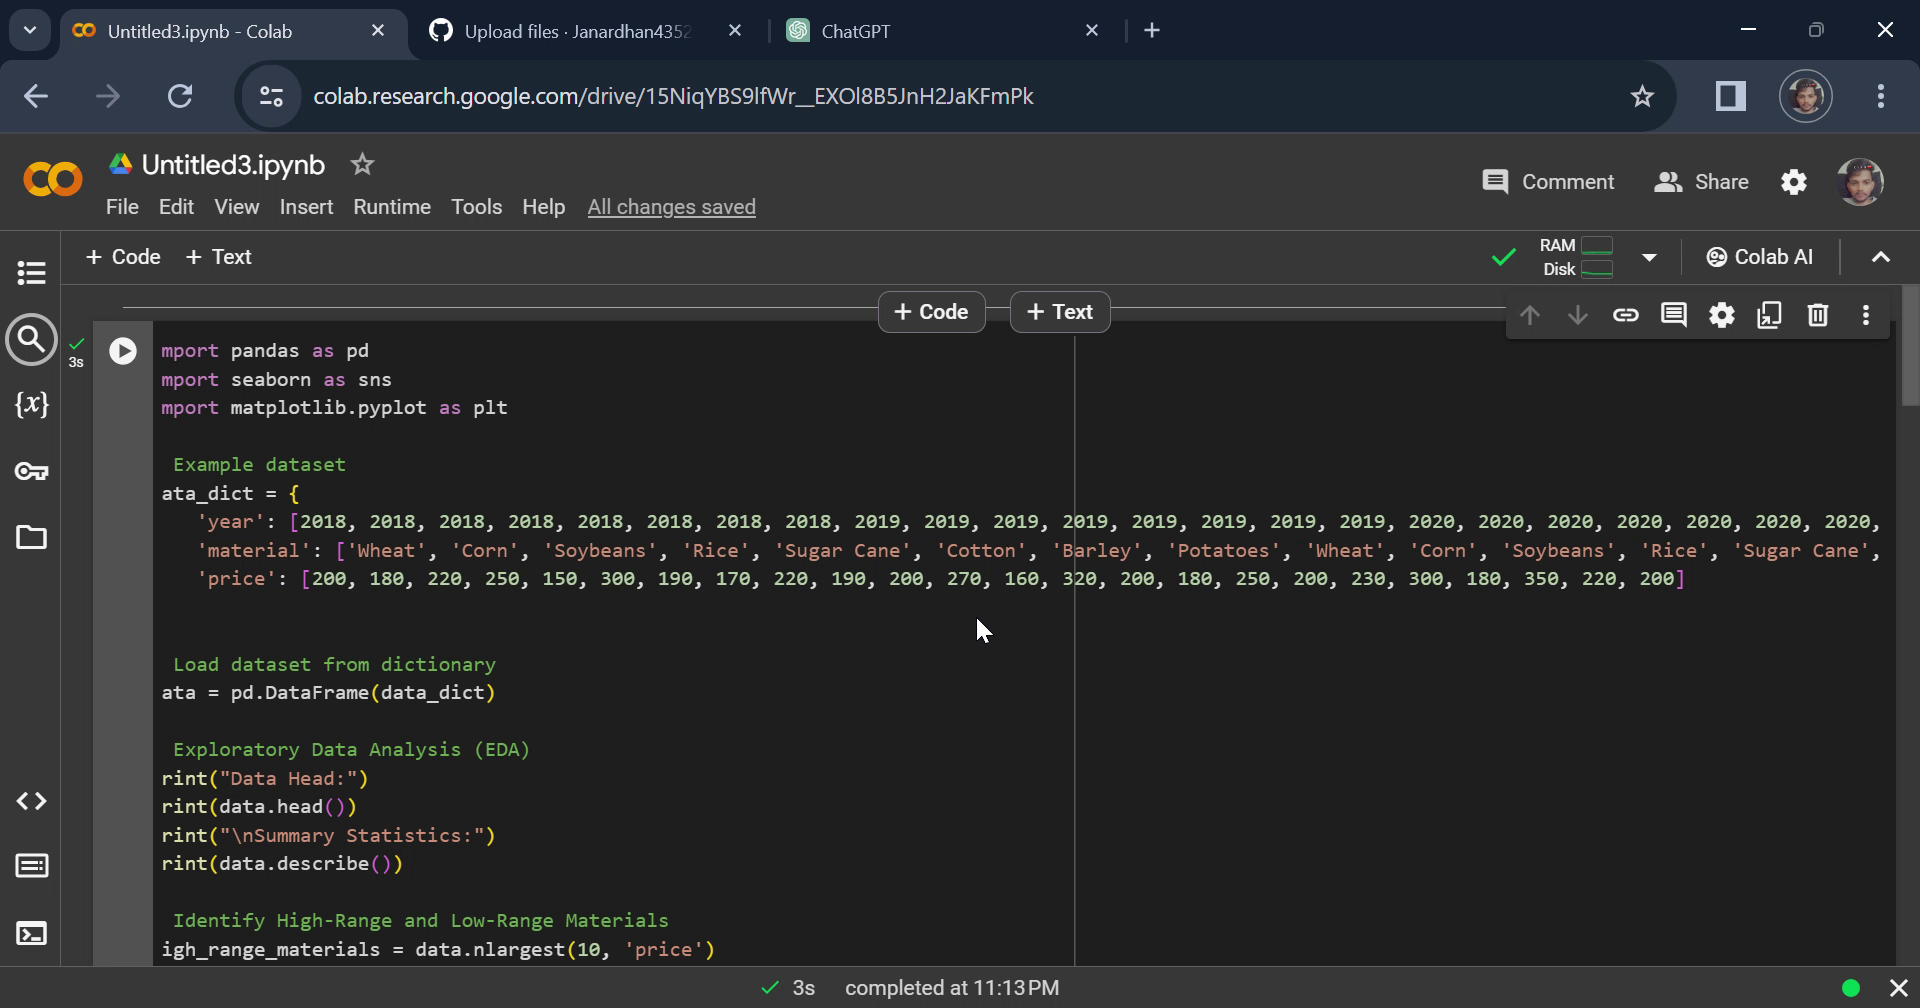 Untitled3.ipynb - Colab
Upload files · Janardhan4352
ChatGPT
colab.research.google.com/drive/15NiqYBS9lfWr__EXOl8B5JnH2JaKFmPk
Untitled3.ipynb
File Edit View Insert Runtime Tools Help All changes saved
Comment Share
+ Code + Text
RAM
Disk
Colab AI
+ Code + Text
3s
mport pandas as pd
mport seaborn as sns
mport matplotlib.pyplot as plt
Example dataset
ata_dict = {
'year': [2018, 2018, 2018, 2018, 2018, 2018, 2018, 2018, 2019, 2019, 2019, 2019, 2019, 2019, 2019, 2019, 2020, 2020, 2020, 2020, 2020, 2020, 2020,
'material': ['Wheat', 'Corn', 'Soybeans', 'Rice', 'Sugar Cane', 'Cotton', 'Barley', 'Potatoes', 'Wheat', 'Corn', 'Soybeans', 'Rice', 'Sugar Cane',
'price': [200, 180, 220, 250, 150, 300, 190, 170, 220, 190, 200, 270, 160, 320, 200, 180, 250, 200, 230, 300, 180, 350, 220, 200]
Load dataset from dictionary
ata = pd.DataFrame(data_dict)
Exploratory Data Analysis (EDA)
rint("Data Head:")
rint(data.head())
rint("\nSummary Statistics:")
rint(data.describe())
Identify High-Range and Low-Range Materials
igh_range_materials = data.nlargest(10, 'price')
{x}
3s completed at 11:13 PM